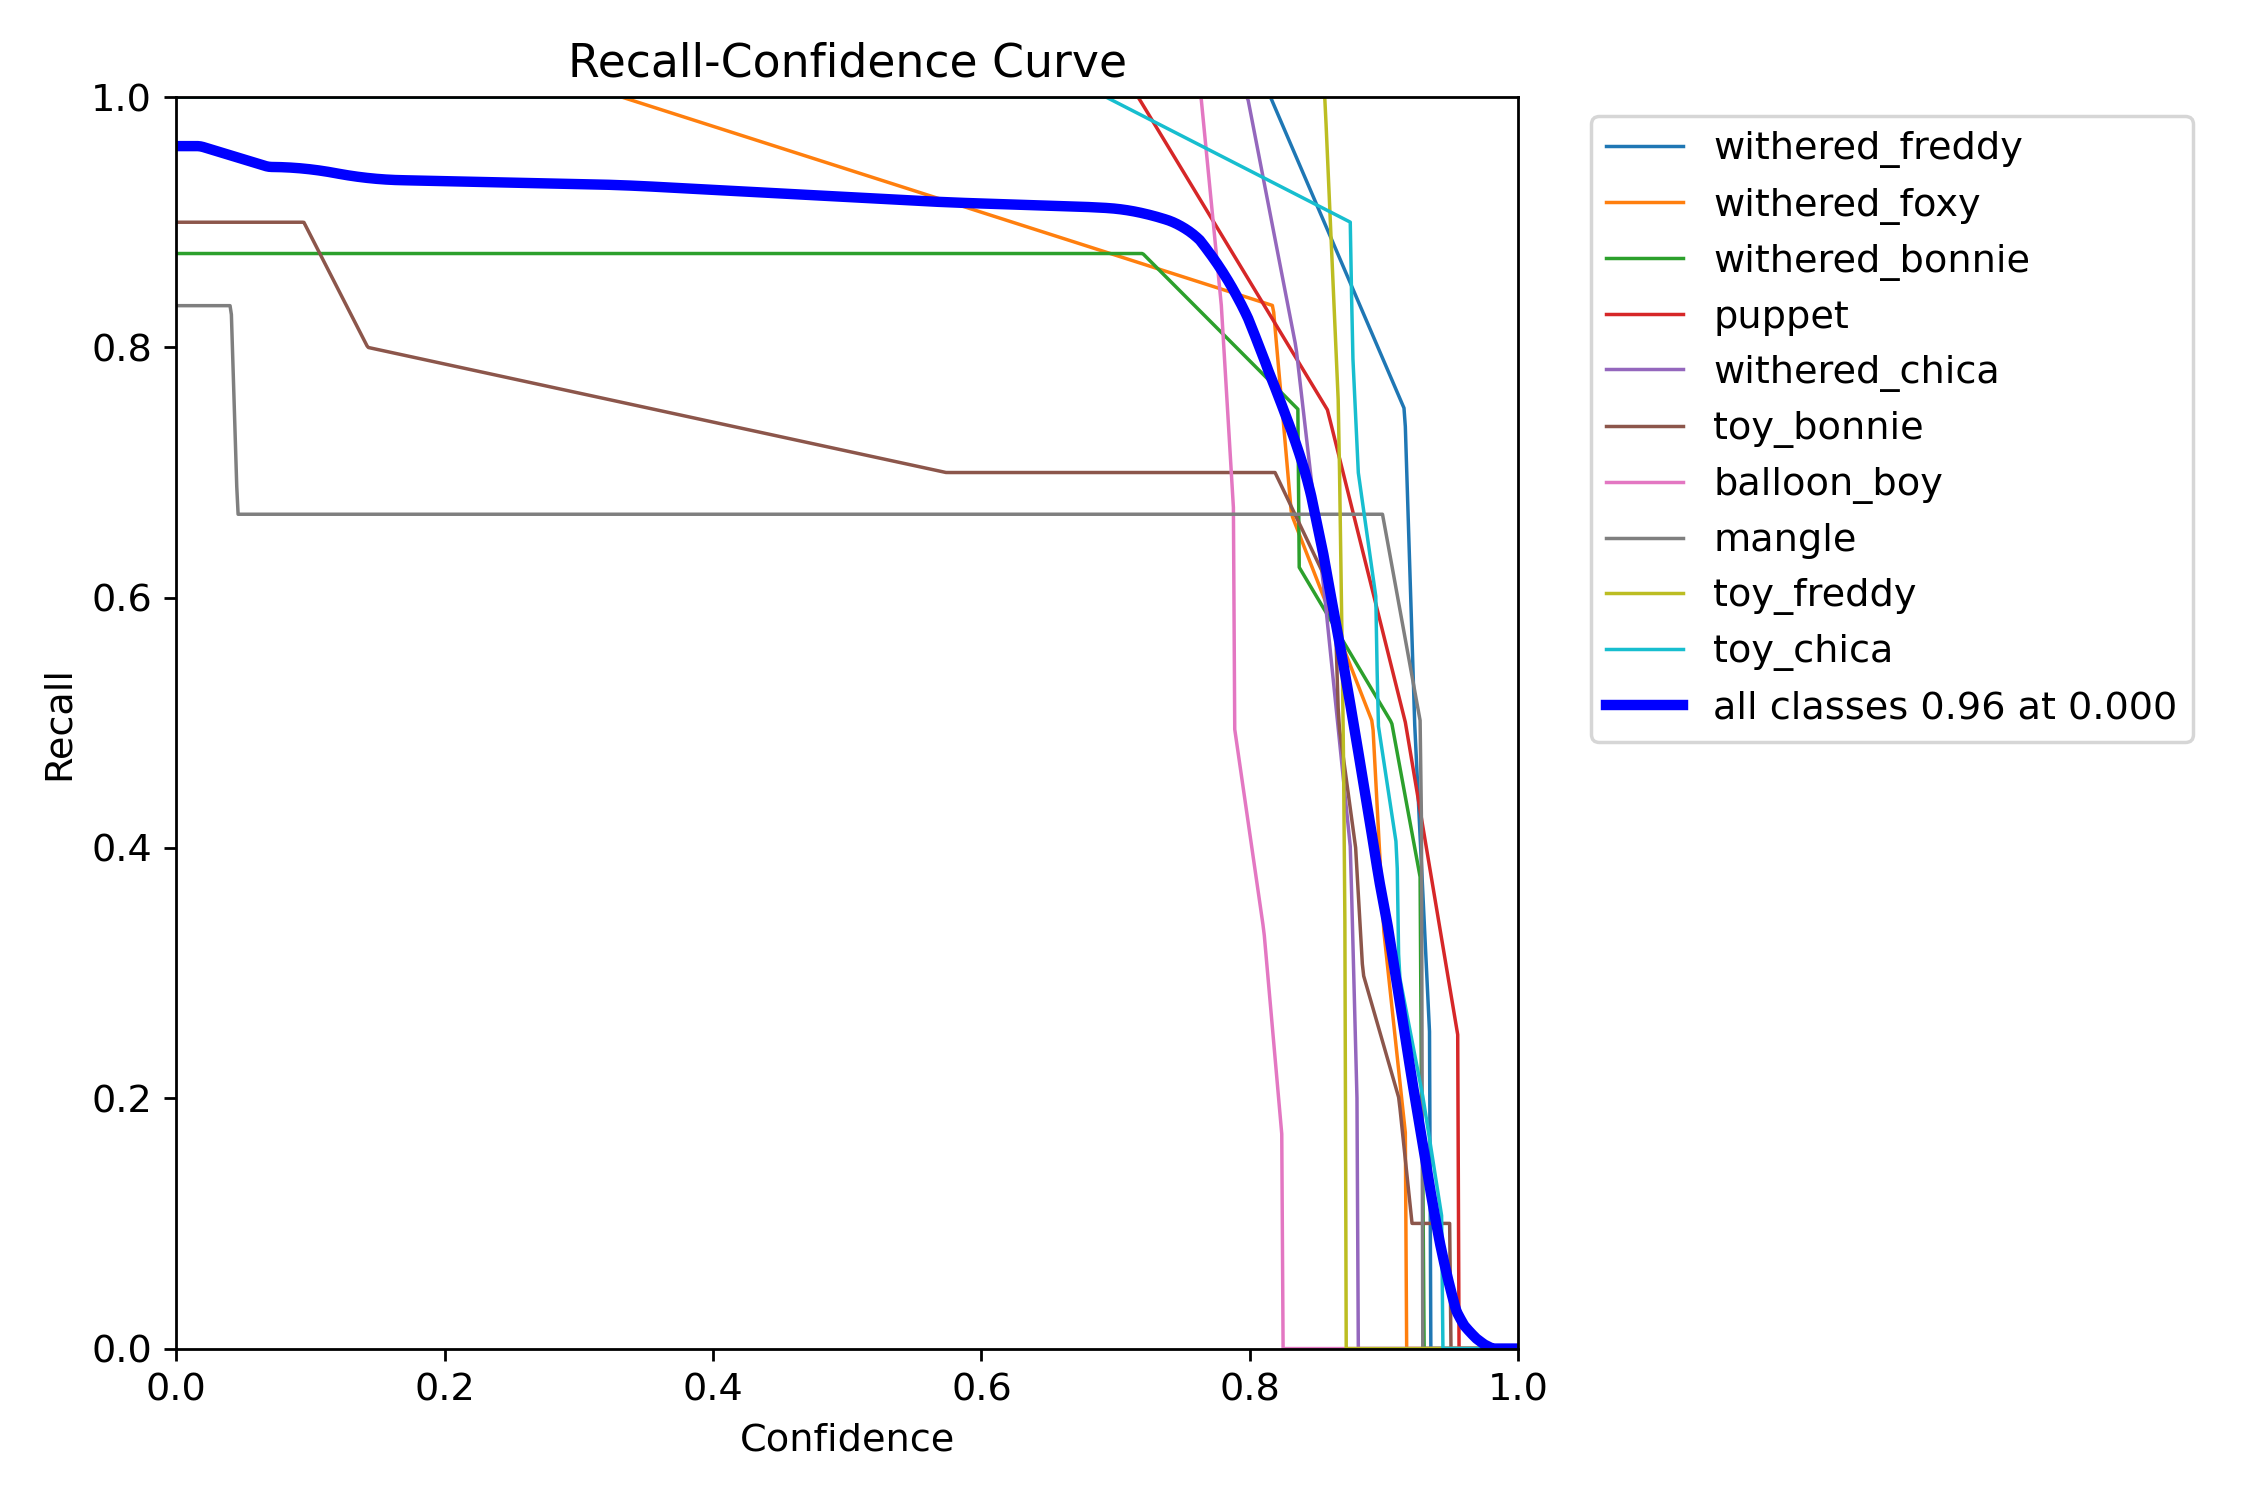 Recall-Confidence Curve
1.0
0.8
0.6
0.4
0.2
0.0
Recall
0.0 0.2 0.4 0.6 0.8 1.0
Confidence
withered_freddy
withered_foxy
withered_bonnie
puppet
withered_chica
toy_bonnie
balloon_boy
mangle
toy_freddy
toy_chica
all classes 0.96 at 0.000